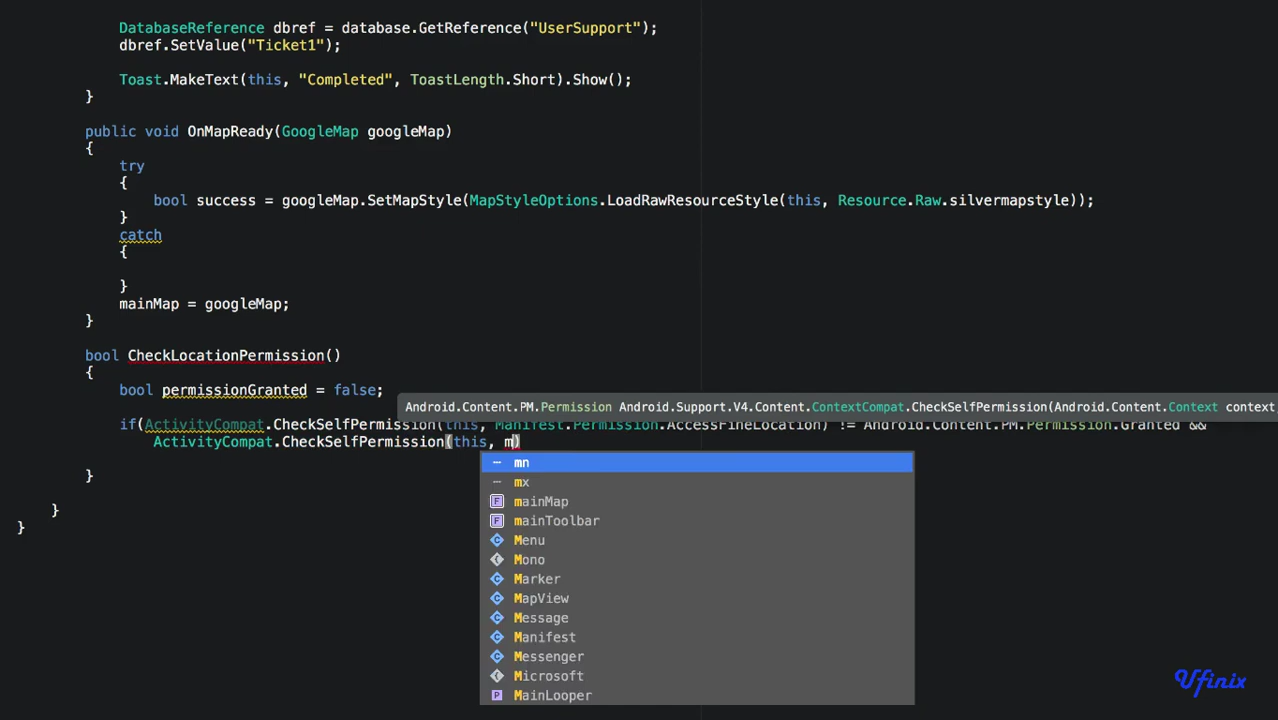 DatabaseReference dbref = database.GetReference("UserSupport");
dbref.SetValue("Ticket1");
Toast.MakeText(this, "Completed", ToastLength.Short).Show();
}
public void OnMapReady(GoogleMap googleMap)
{
try
{
bool success = googleMap.SetMapStyle(MapStyleOptions.LoadRawResourceStyle(this, Resource.Raw.silvermapstyle));
}
catch
{
}
mainMap = googleMap;
}
bool CheckLocationPermission()
{
bool permissionGranted = false;
Android.Content.PM.Permission Android.Support.V4.Content.ContextCompat.CheckSelfPermission(Android.Content.Context context
if(ActivityCompat.CheckSelfPermission(this, Manifest.Permission.AccessFineLocation) != Android.Content.PM.Permission.Granted &&
ActivityCompat.CheckSelfPermission(this, m)
mn
}
mx
mainMap
}
mainToolbar
}
Menu
Mono
Marker
MapView
Message
Manifest
Messenger
Microsoft
MainLooper
Ufinix